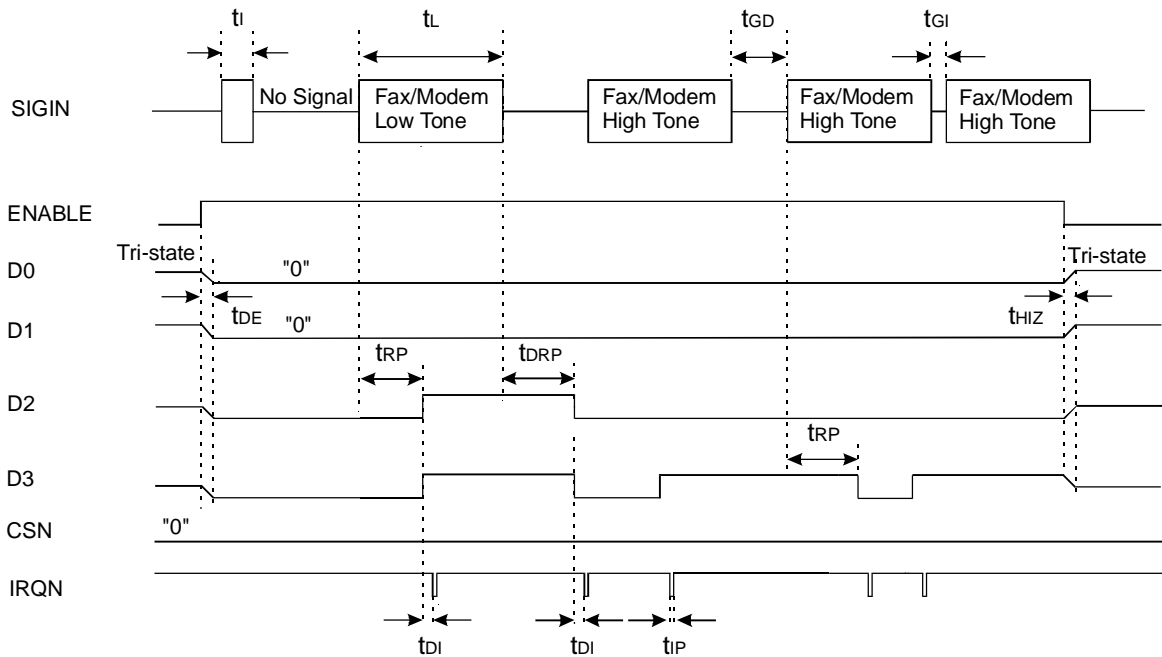 tI
tL
tGD
tGI
SIGIN
No Signal
Fax/Modem
Low Tone
Fax/Modem
High Tone
Fax/Modem
High Tone
Fax/Modem
High Tone
ENABLE
Tri-state
"0"
Tri-state
D0
tDE
"0"
tHIZ
D1
tRP
tDRP
D2
tRP
D3
CSN
"0"
IRQN
tDI
tDI
tIP